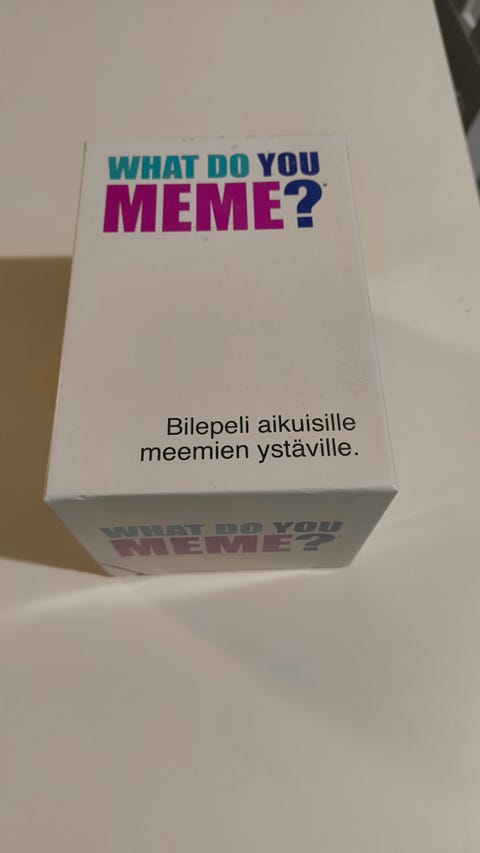 WHAT DO YOU
MEME?
Bilepeli aikuisille
meemien ystäville.
WHAT DO YOU
MEME?